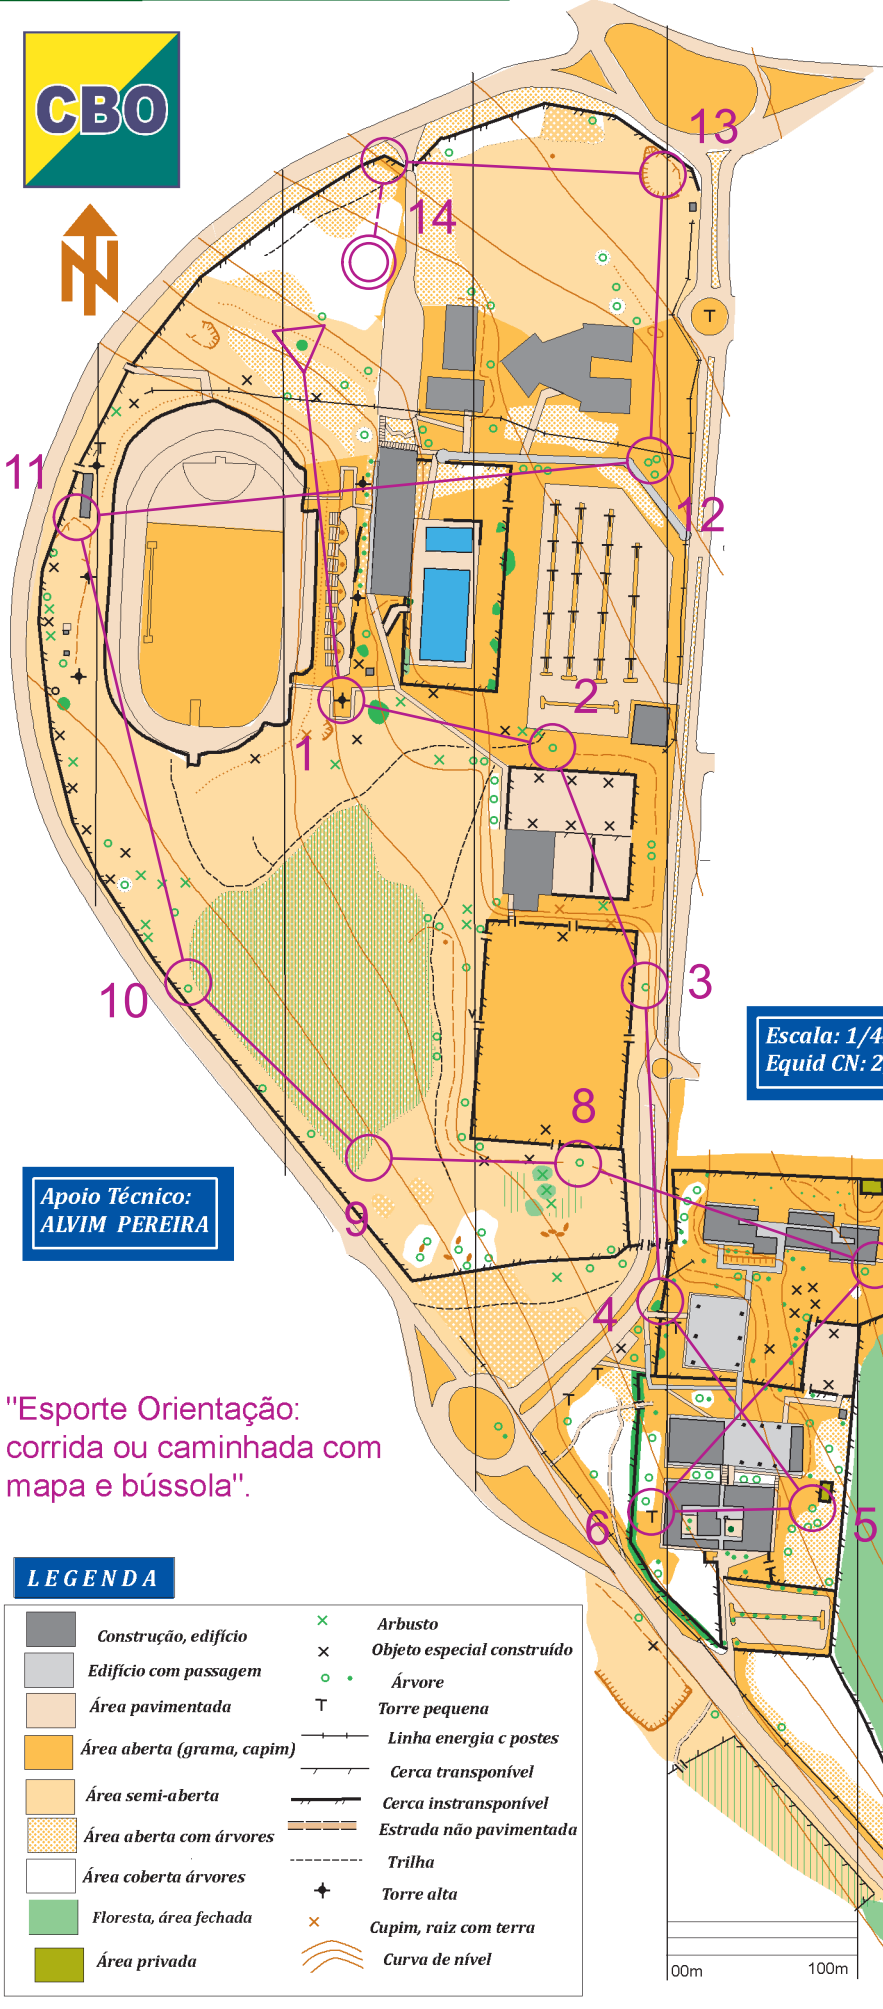 CBO
N
13
14
T
11
12
2
1
3
10
Escala: 1/4
Equid CN: 2
8
Apoio Técnico:
ALVIM PEREIRA
9
4
"Esporte Orientação:
corrida ou caminhada com
mapa e bússola".
5
6
LEGENDA
Construção, edifício
Edifício com passagem
Área pavimentada
Área aberta (grama, capim)
Área semi-aberta
Área aberta com árvores
Área coberta árvores
Floresta, área fechada
Área privada
Arbusto
Objeto especial construído
Árvore
Torre pequena
Linha energia c postes
Cerca transponível
Cerca instransponível
Estrada não pavimentada
Trilha
Torre alta
Cupim, raiz com terra
Curva de nível
00m
100m